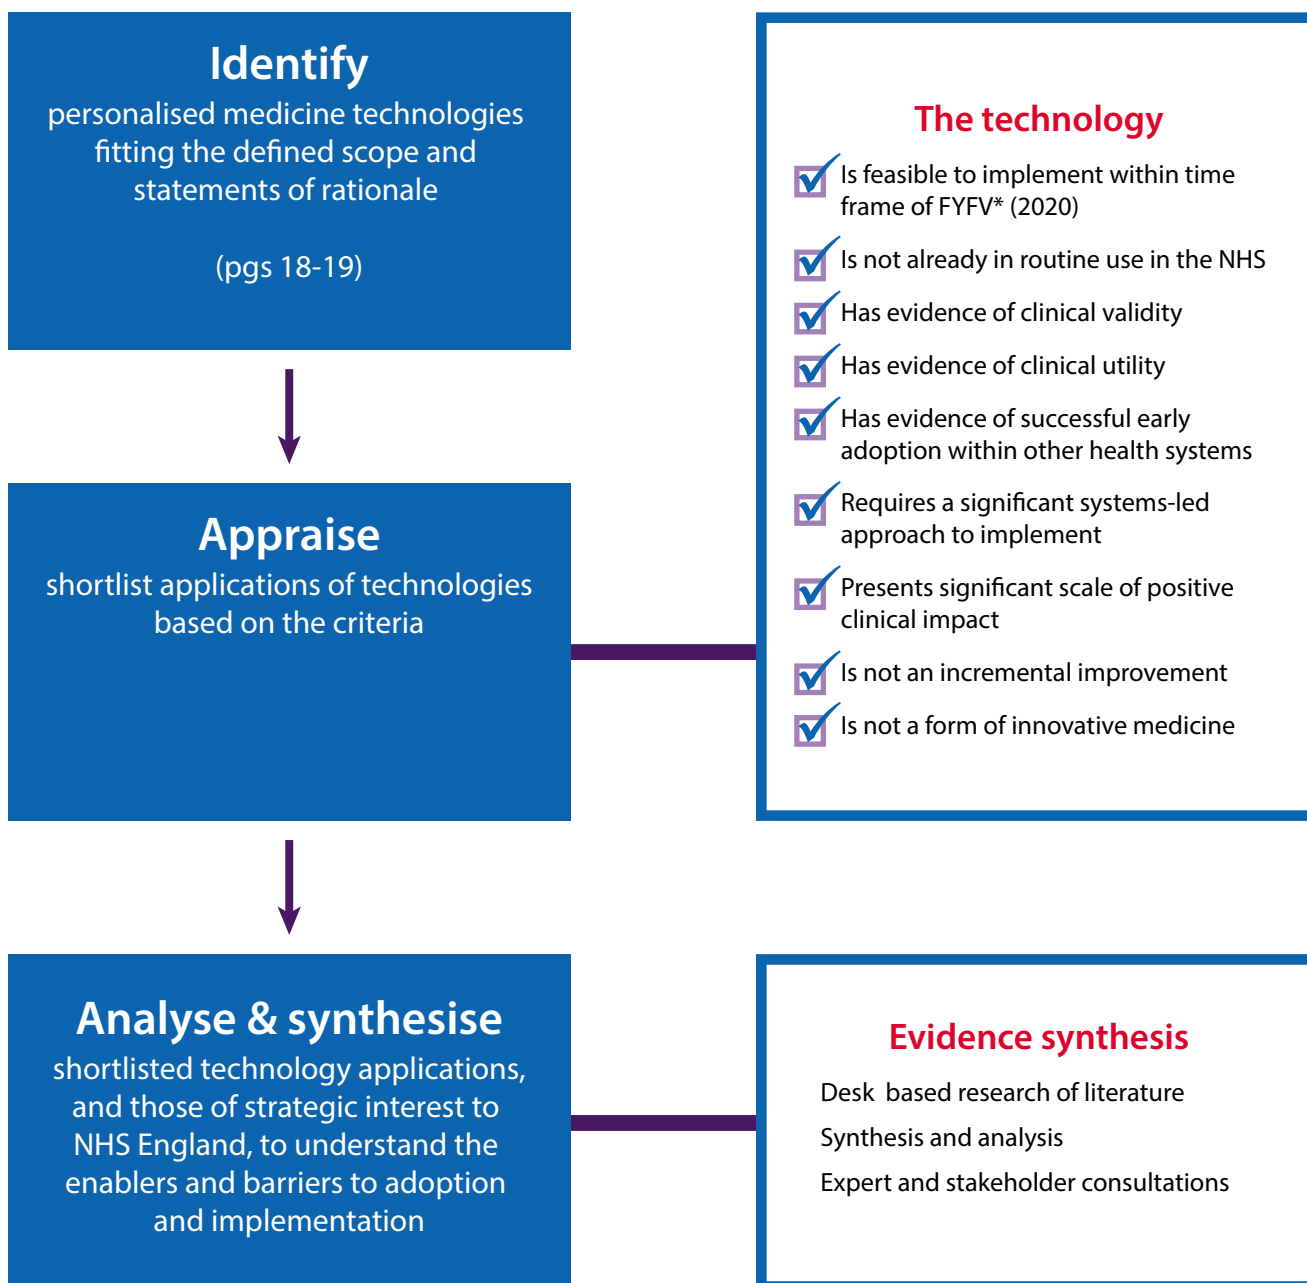 Identify
personalised medicine technologies
fitting the defined scope and
statements of rationale
(pgs 18-19)
Appraise
shortlist applications of technologies
based on the criteria
The technology
Is feasible to implement within time
frame of FYFV* (2020)
Is not already in routine use in the NHS
Has evidence of clinical validity
Has evidence of clinical utility
Has evidence of successful early
adoption within other health systems
Requires a significant systems-led
approach to implement
Presents significant scale of positive
clinical impact
Is not an incremental improvement
Is not a form of innovative medicine
Analyse & synthesise
shortlisted technology applications,
and those of strategic interest to
NHS England, to understand the
enablers and barriers to adoption
and implementation
Evidence synthesis
Desk  based research of literature
Synthesis and analysis
Expert and stakeholder consultations